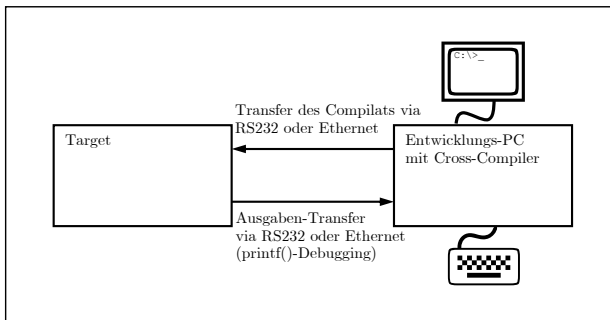 C:\>_
Transfer des Compilats via
RS232 oder Ethernet
Target
Entwicklungs-PC
mit Cross-Compiler
Ausgaben-Transfer
via RS232 oder Ethernet
(printf()-Debugging)